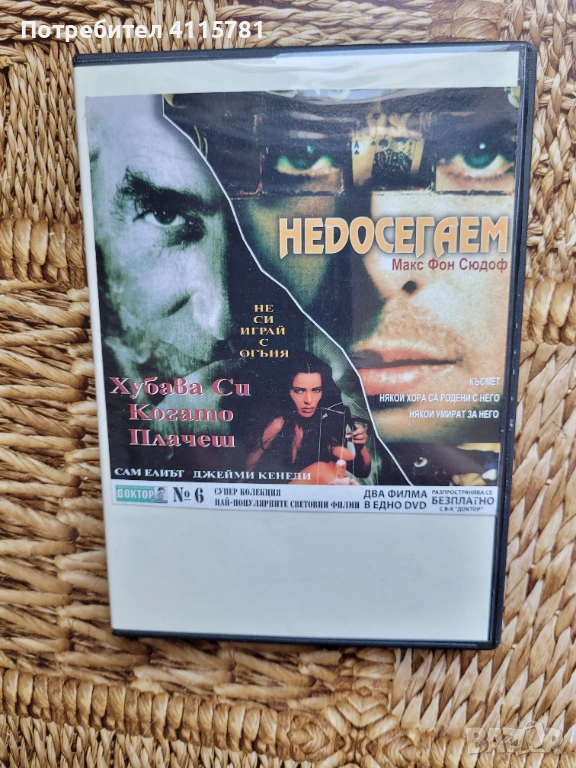 Потребител 4115781
НЕДОСЕГАЕМ
Макс Фон Сюдоф
НЕ
СИ
ИГРАЙ
С
ОГЪНЯ
КЪСМЕТ
НЯКОИ ХОРА СА РОДЕНИ С НЕГО
НЯКОИ УМИРАТ ЗА НЕГО
Хубава Си
Когато
Плачеш
САМ ЕЛИЪТ ДЖЕЙМИ КЕНЕДИ
ДОКТОР
№ 6
СУПЕР КОЛЕКЦИЯ
НАЙ-ПОПУЛЯРНИТЕ СВЕТОВНИ ФИЛМИ
ДВА ФИЛМА
В ЕДНО DVD
РАЗПРОСТРАНЯВА СЕ
БЕЗПЛАТНО
С В-К "ДОКТОР"
BAZAR